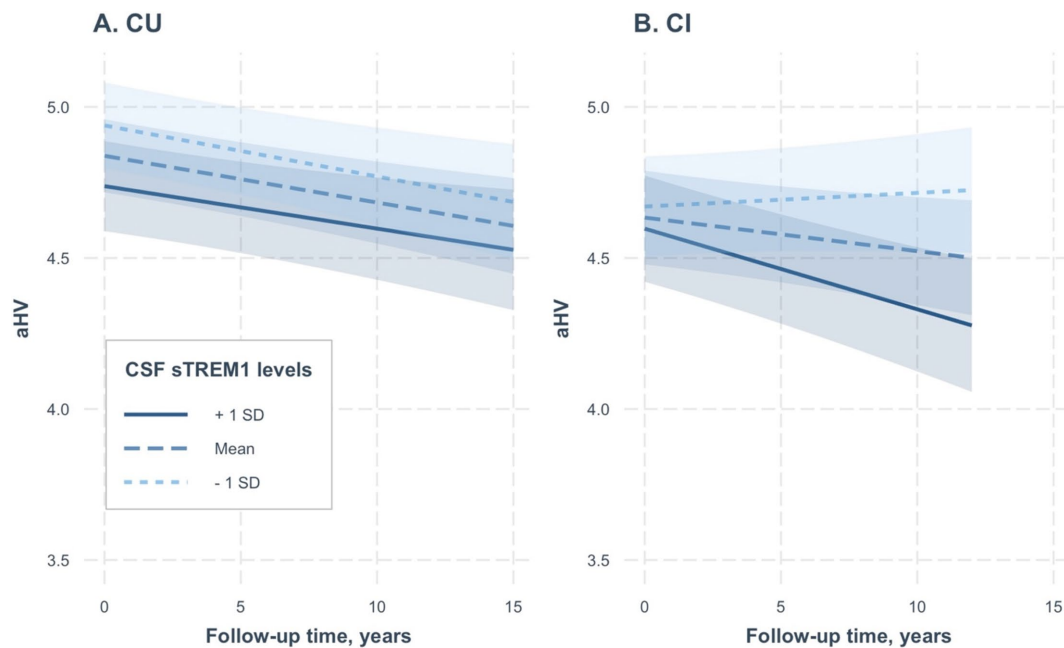 A. CU
B. CI
aHV
5.0
4.5
4.0
3.5
CSF sTREM1 levels
+ 1 SD
Mean
- 1 SD
0
5
10
15
Follow-up time, years
aHV
5.0
4.5
4.0
3.5
0
5
10
15
Follow-up time, years